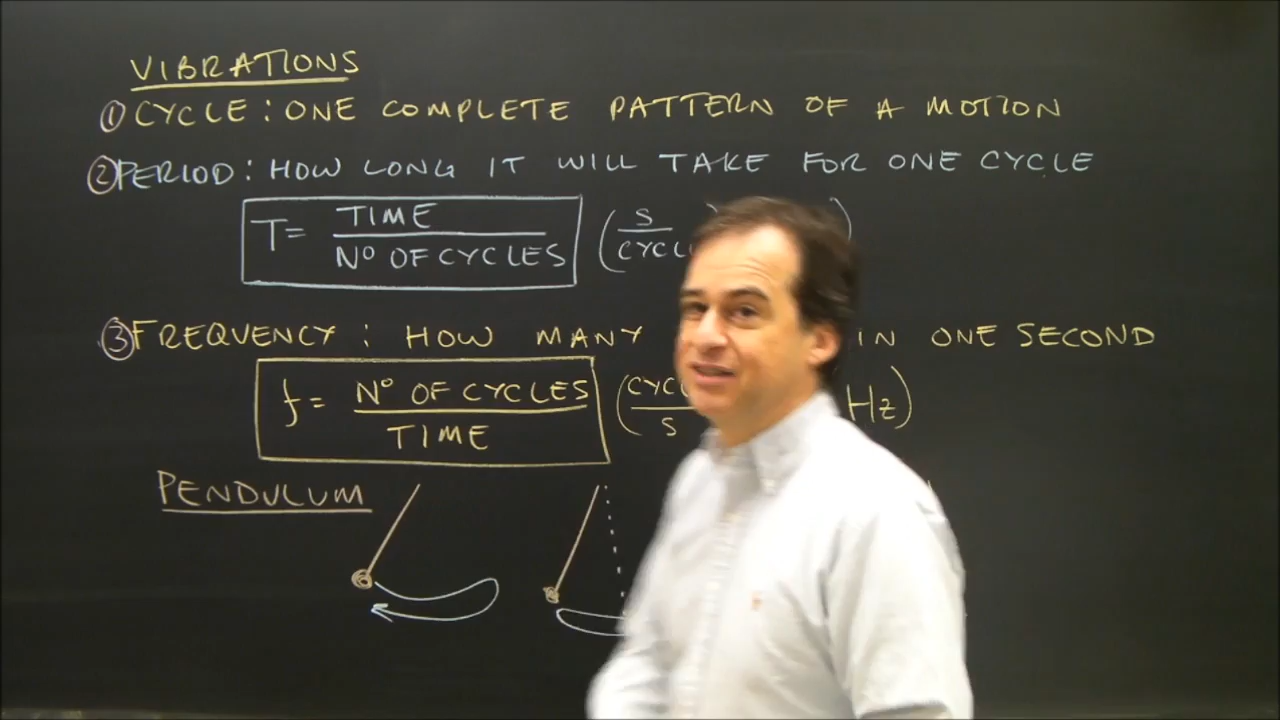 VIBRATIONS
① CYCLE : ONE COMPLETE PATTERN OF A MOTION
② PERIOD : HOW LONG IT WILL TAKE FOR ONE CYCLE
T = TIME / Nº OF CYCLES (S /
③ FREQUENCY : HOW MANY IN ONE SECOND
f = Nº OF CYCLES / TIME ( / S Hz)
PENDULUM